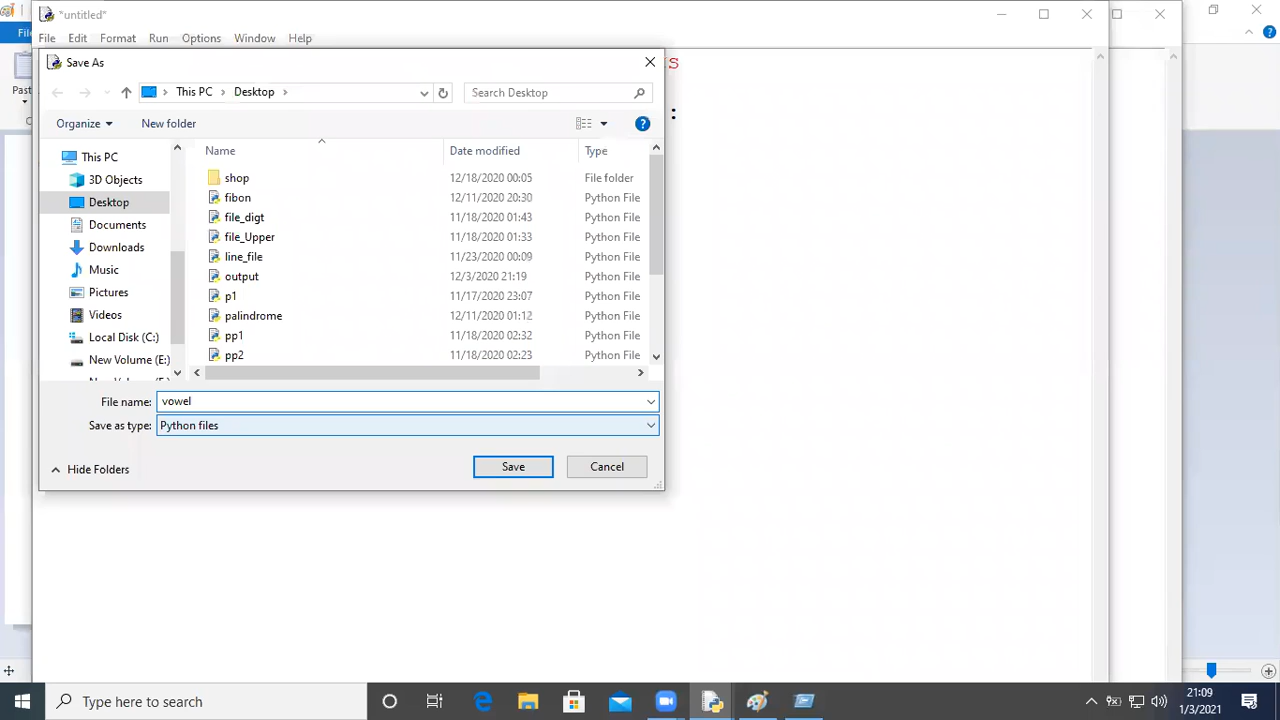 *untitled*
File Edit Format Run Options Window Help
File
Save As
s
This PC Desktop Search Desktop
Organize New folder
:
Past
Name Date modified Type
This PC
3D Objects
Desktop
Documents
Downloads
Music
Pictures
Videos
Local Disk (C:)
New Volume (E:)
shop 12/18/2020 00:05 File folder
fibon 12/11/2020 20:30 Python File
file_digt 11/18/2020 01:43 Python File
file_Upper 11/18/2020 01:33 Python File
line_file 11/23/2020 00:09 Python File
output 12/3/2020 21:19 Python File
p1 11/17/2020 23:07 Python File
palindrome 12/11/2020 01:12 Python File
pp1 11/18/2020 02:32 Python File
pp2 11/18/2020 02:23 Python File
File name: vowel
Save as type: Python files
Hide Folders Save Cancel
Type here to search
21:09
1/3/2021